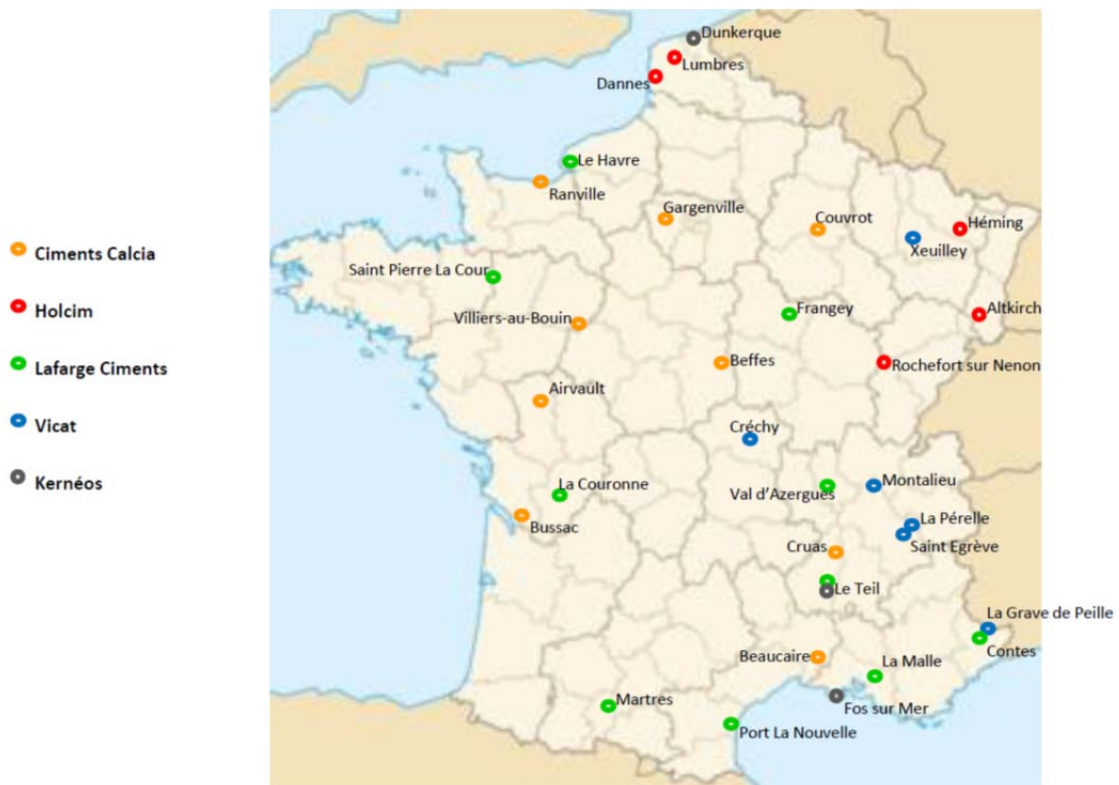 Dunkerque
Lumbres
Dannes
Le Havre
Ranville
Gargenville
Couvrot
Héming
Xeuilley
Ciments Calcia
Saint Pierre La Cour
Holcim
Frangey
Altkirch
Villiers-au-Bouin
Lafarge Ciments
Beffes
Rochefort sur Nenon
Airvault
Vicat
Créchy
Kernéos
La Couronne
Val d’Azergues
Montalieu
Bussac
La Pérelle
Cruas
Saint Egrève
Le Teil
La Grave de Peille
Contes
Beaucaire
La Malle
Martres
Fos sur Mer
Port La Nouvelle